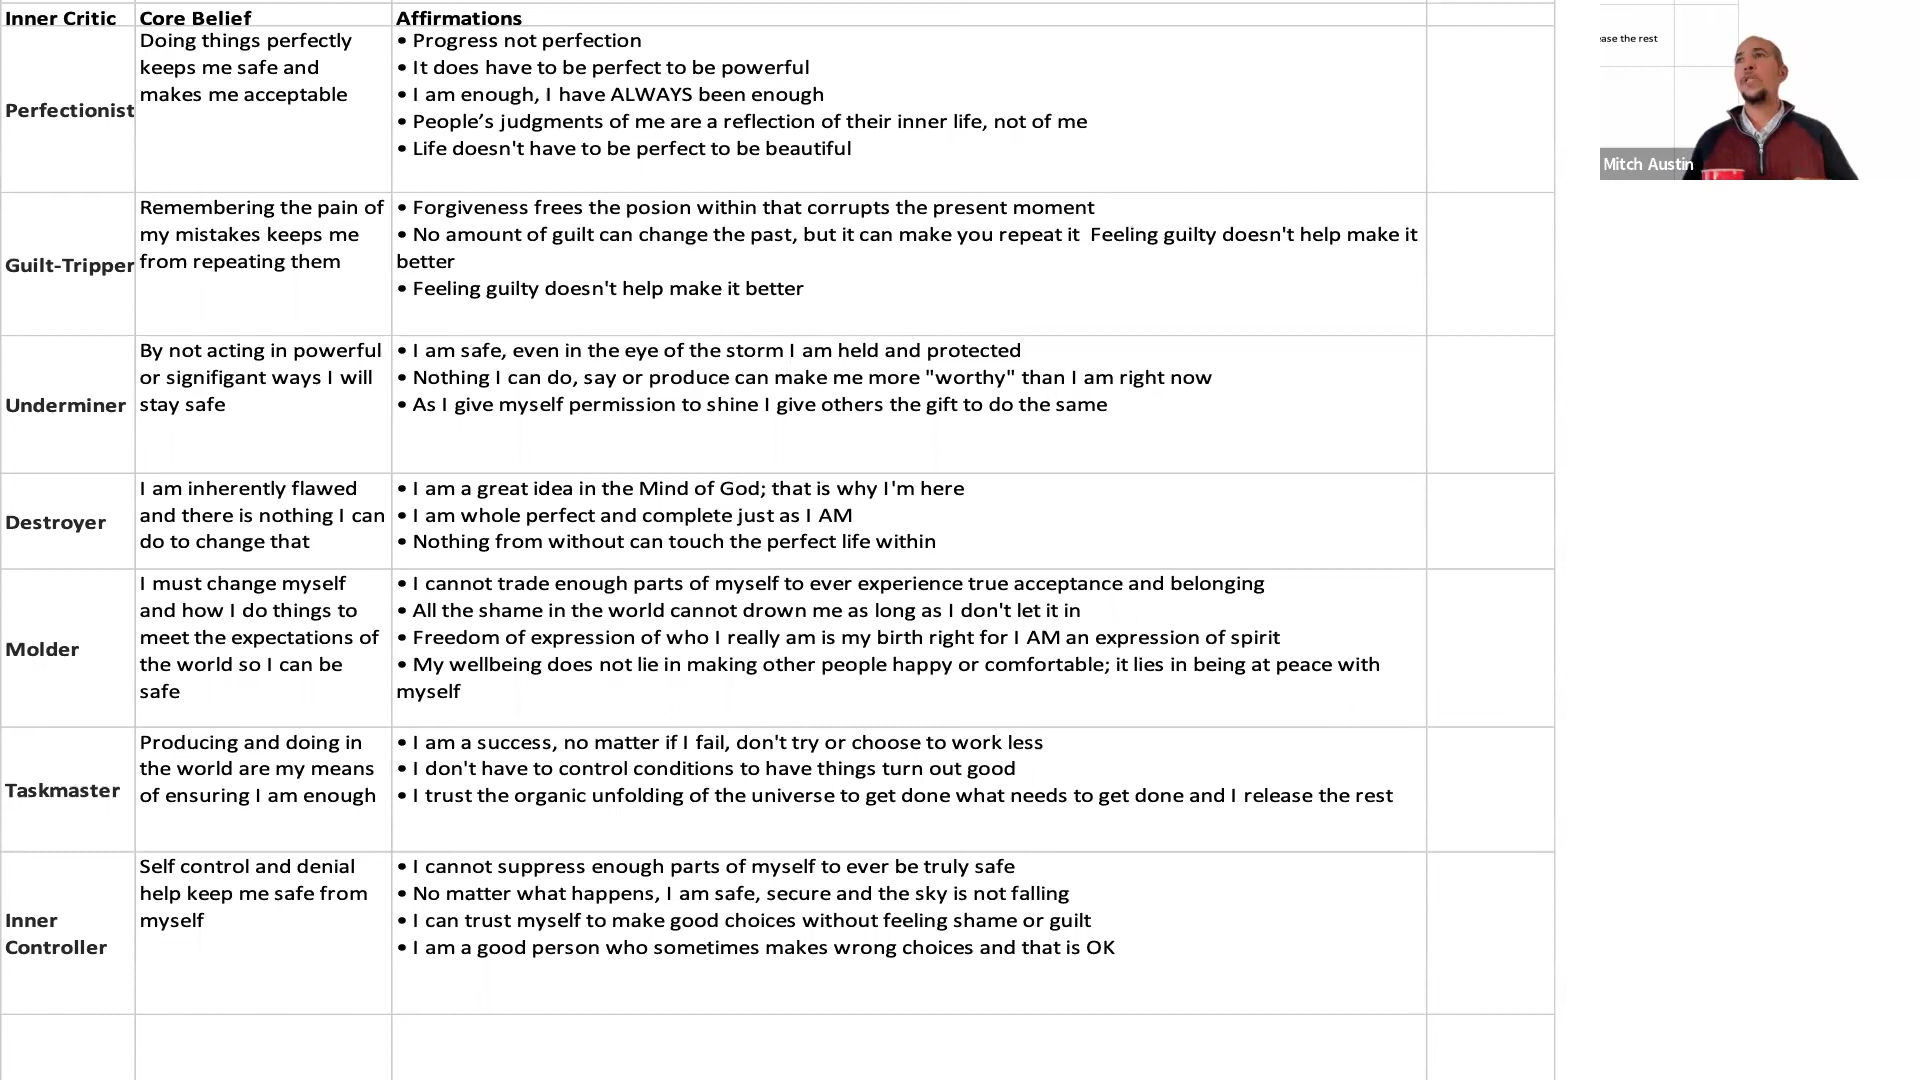 Inner Critic Core Belief Affirmations
Perfectionist
Doing things perfectly
keeps me safe and
makes me acceptable
• Progress not perfection
• It does have to be perfect to be powerful
• I am enough, I have ALWAYS been enough
• People’s judgments of me are a reflection of their inner life, not of me
• Life doesn't have to be perfect to be beautiful
Guilt-Tripper
Remembering the pain of
my mistakes keeps me
from repeating them
• Forgiveness frees the posion within that corrupts the present moment
• No amount of guilt can change the past, but it can make you repeat it  Feeling guilty doesn't help make it
better
• Feeling guilty doesn't help make it better
Underminer
By not acting in powerful
or signifigant ways I will
stay safe
• I am safe, even in the eye of the storm I am held and protected
• Nothing I can do, say or produce can make me more "worthy" than I am right now
• As I give myself permission to shine I give others the gift to do the same
Destroyer
I am inherently flawed
and there is nothing I can
do to change that
• I am a great idea in the Mind of God; that is why I'm here
• I am whole perfect and complete just as I AM
• Nothing from without can touch the perfect life within
Molder
I must change myself
and how I do things to
meet the expectations of
the world so I can be
safe
• I cannot trade enough parts of myself to ever experience true acceptance and belonging
• All the shame in the world cannot drown me as long as I don't let it in
• Freedom of expression of who I really am is my birth right for I AM an expression of spirit
• My wellbeing does not lie in making other people happy or comfortable; it lies in being at peace with
myself
Taskmaster
Producing and doing in
the world are my means
of ensuring I am enough
• I am a success, no matter if I fail, don't try or choose to work less
• I don't have to control conditions to have things turn out good
• I trust the organic unfolding of the universe to get done what needs to get done and I release the rest
Inner
Controller
Self control and denial
help keep me safe from
myself
• I cannot suppress enough parts of myself to ever be truly safe
• No matter what happens, I am safe, secure and the sky is not falling
• I can trust myself to make good choices without feeling shame or guilt
• I am a good person who sometimes makes wrong choices and that is OK
ease the rest
Mitch Austin